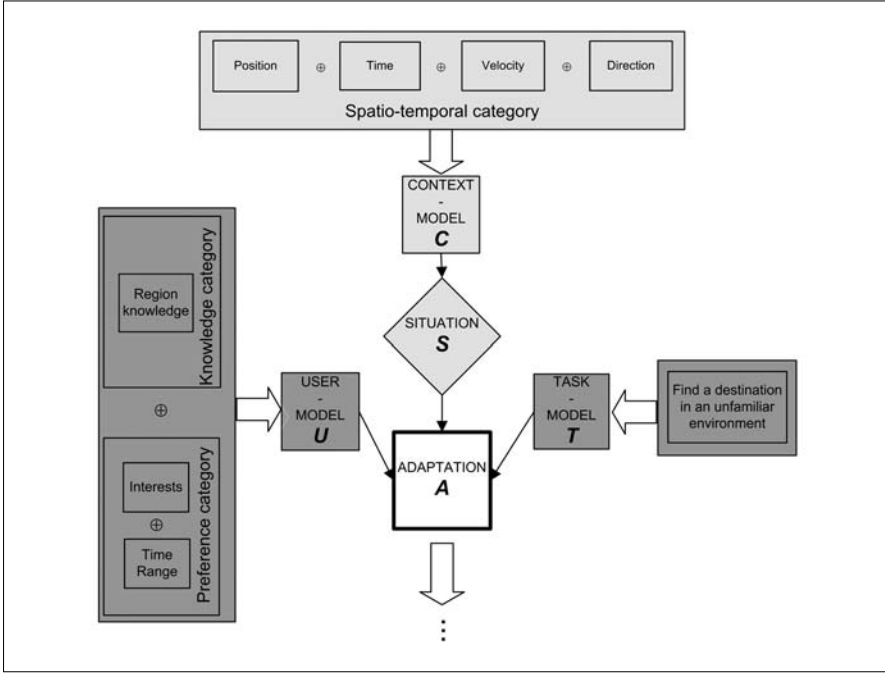 Position ⊕ Time ⊕ Velocity ⊕ Direction
Spatio-temporal category
CONTEXT
-
MODEL
C
SITUATION
S
Knowledge category
Region
knowledge
⊕
Preference category
Interests
⊕
Time
Range
USER
-
MODEL
U
TASK
-
MODEL
T
Find a destination
in an unfamiliar
environment
ADAPTATION
A
⋮